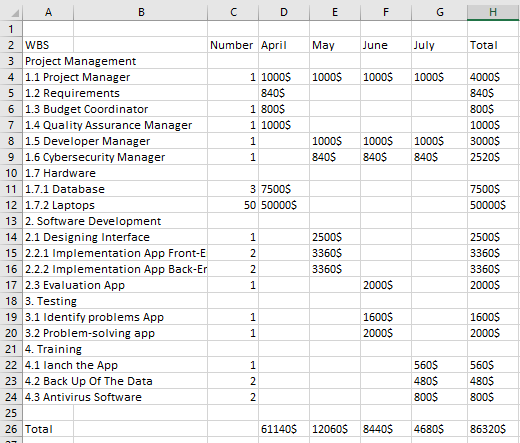 A B C D E F G H
1
2 WBS Number April May June July Total
3 Project Management
4 1.1 Project Manager 1 1000$ 1000$ 1000$ 1000$ 4000$
5 1.2 Requirements 840$ 840$
6 1.3 Budget Coordinator 1 800$ 800$
7 1.4 Quality Assurance Manager 1 1000$ 1000$
8 1.5 Developer Manager 1 1000$ 1000$ 1000$ 3000$
9 1.6 Cybersecurity Manager 1 840$ 840$ 840$ 2520$
10 1.7 Hardware
11 1.7.1 Database 3 7500$ 7500$
12 1.7.2 Laptops 50 50000$ 50000$
13 2. Software Development
14 2.1 Designing Interface 1 2500$ 2500$
15 2.2.1 Implementation App Front-E 2 3360$ 3360$
16 2.2.2 Implementation App Back-Er 2 3360$ 3360$
17 2.3 Evaluation App 1 2000$ 2000$
18 3. Testing
19 3.1 Identify problems App 1 1600$ 1600$
20 3.2 Problem-solving app 1 2000$ 2000$
21 4. Training
22 4.1 lanch the App 1 560$ 560$
23 4.2 Back Up Of The Data 2 480$ 480$
24 4.3 Antivirus Software 2 800$ 800$
25
26 Total 61140$ 12060$ 8440$ 4680$ 86320$
27